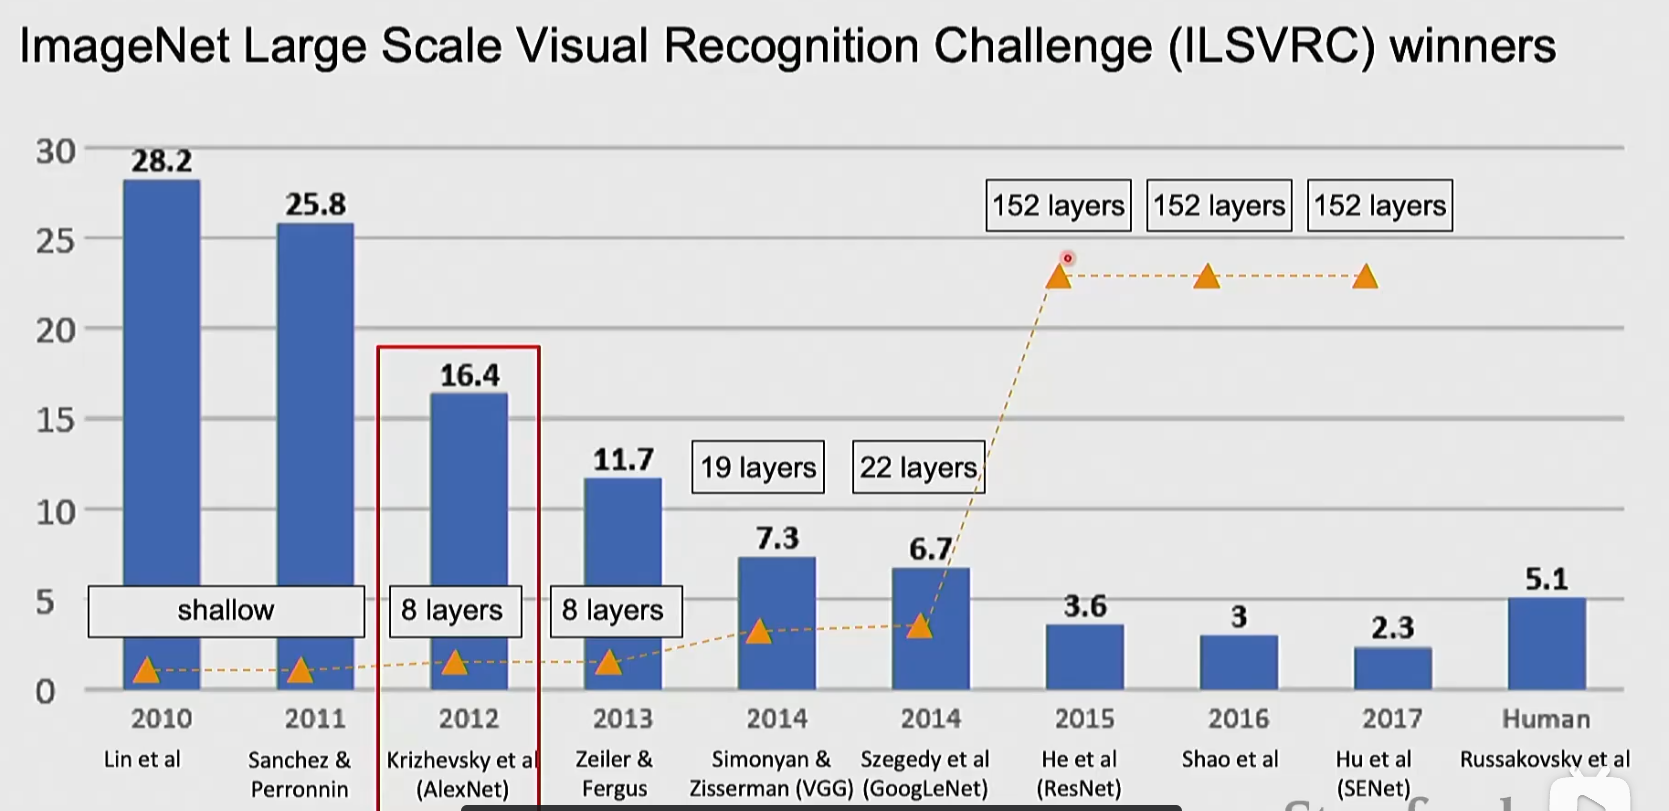 ImageNet Large Scale Visual Recognition Challenge (ILSVRC) winners
30
25
20
15
10
5
0
28.2
25.8
16.4
11.7
7.3
6.7
3.6
3
2.3
5.1
152 layers
152 layers
152 layers
19 layers
22 layers
shallow
8 layers
8 layers
2010
2011
2012
2013
2014
2014
2015
2016
2017
Human
Lin et al
Sanchez &
Perronnin
Krizhevsky et al
(AlexNet)
Zeiler &
Fergus
Simonyan &
Zisserman (VGG)
Szegedy et al
(GoogLeNet)
He et al
(ResNet)
Shao et al
Hu et al
(SENet)
Russakovsky et al